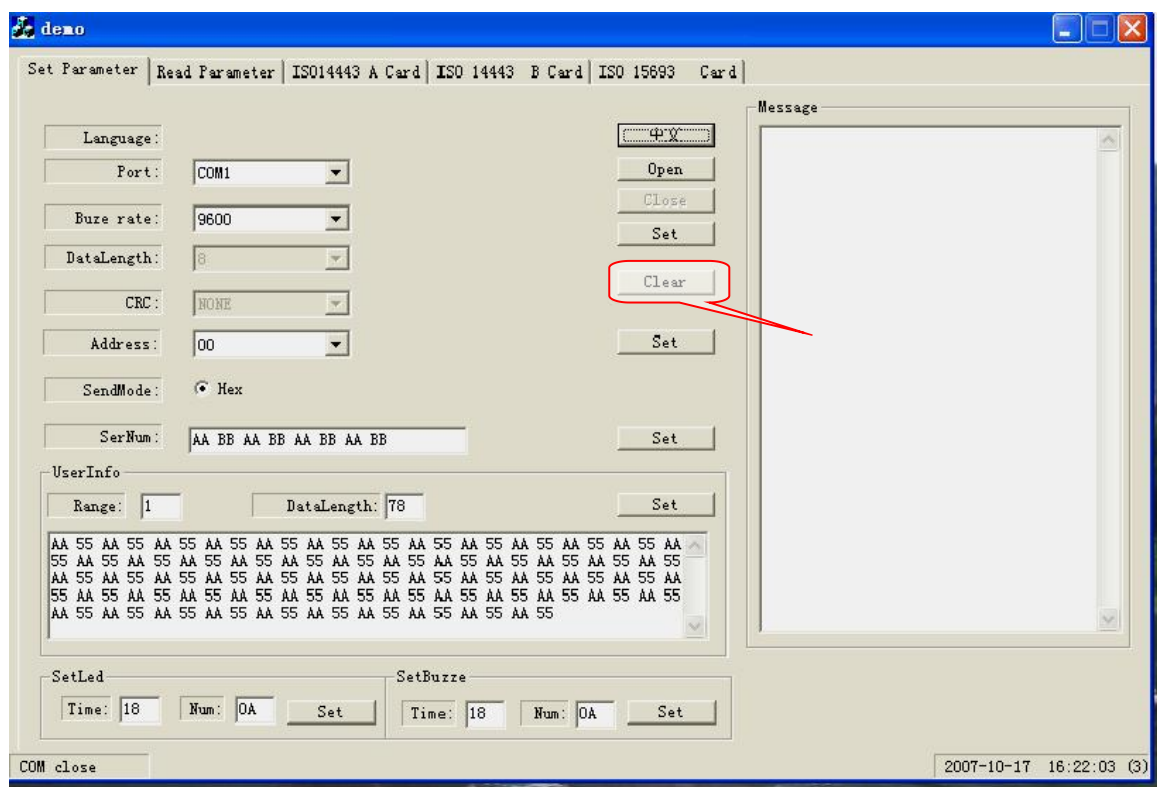 demo
Set Parameter Read Parameter ISO14443 A Card ISO 14443 B Card ISO 15693 Card
Message
Language: 中文
Port: COM1 Open
Close
Buze rate: 9600 Set
DataLength: 8
Clear
CRC: NONE
Address: 00 Set
SendMode: Hex
SerNum: AA BB AA BB AA BB AA BB Set
UserInfo
Range: 1 DataLength: 78 Set
AA 55 AA 55 AA 55 AA 55 AA 55 AA 55 AA 55 AA 55 AA 55 AA 55 AA 55 AA 55 AA
55 AA 55 AA 55 AA 55 AA 55 AA 55 AA 55 AA 55 AA 55 AA 55 AA 55 AA 55 AA 55
AA 55 AA 55 AA 55 AA 55 AA 55 AA 55 AA 55 AA 55 AA 55 AA 55 AA 55 AA 55 AA
55 AA 55 AA 55 AA 55 AA 55 AA 55 AA 55 AA 55 AA 55 AA 55 AA 55 AA 55 AA 55
AA 55 AA 55 AA 55 AA 55 AA 55 AA 55 AA 55 AA 55 AA 55 AA 55
SetLed SetBuzze
Time: 18 Num: 0A Set Time: 18 Num: 0A Set
COM close 2007-10-17 16:22:03 (3)